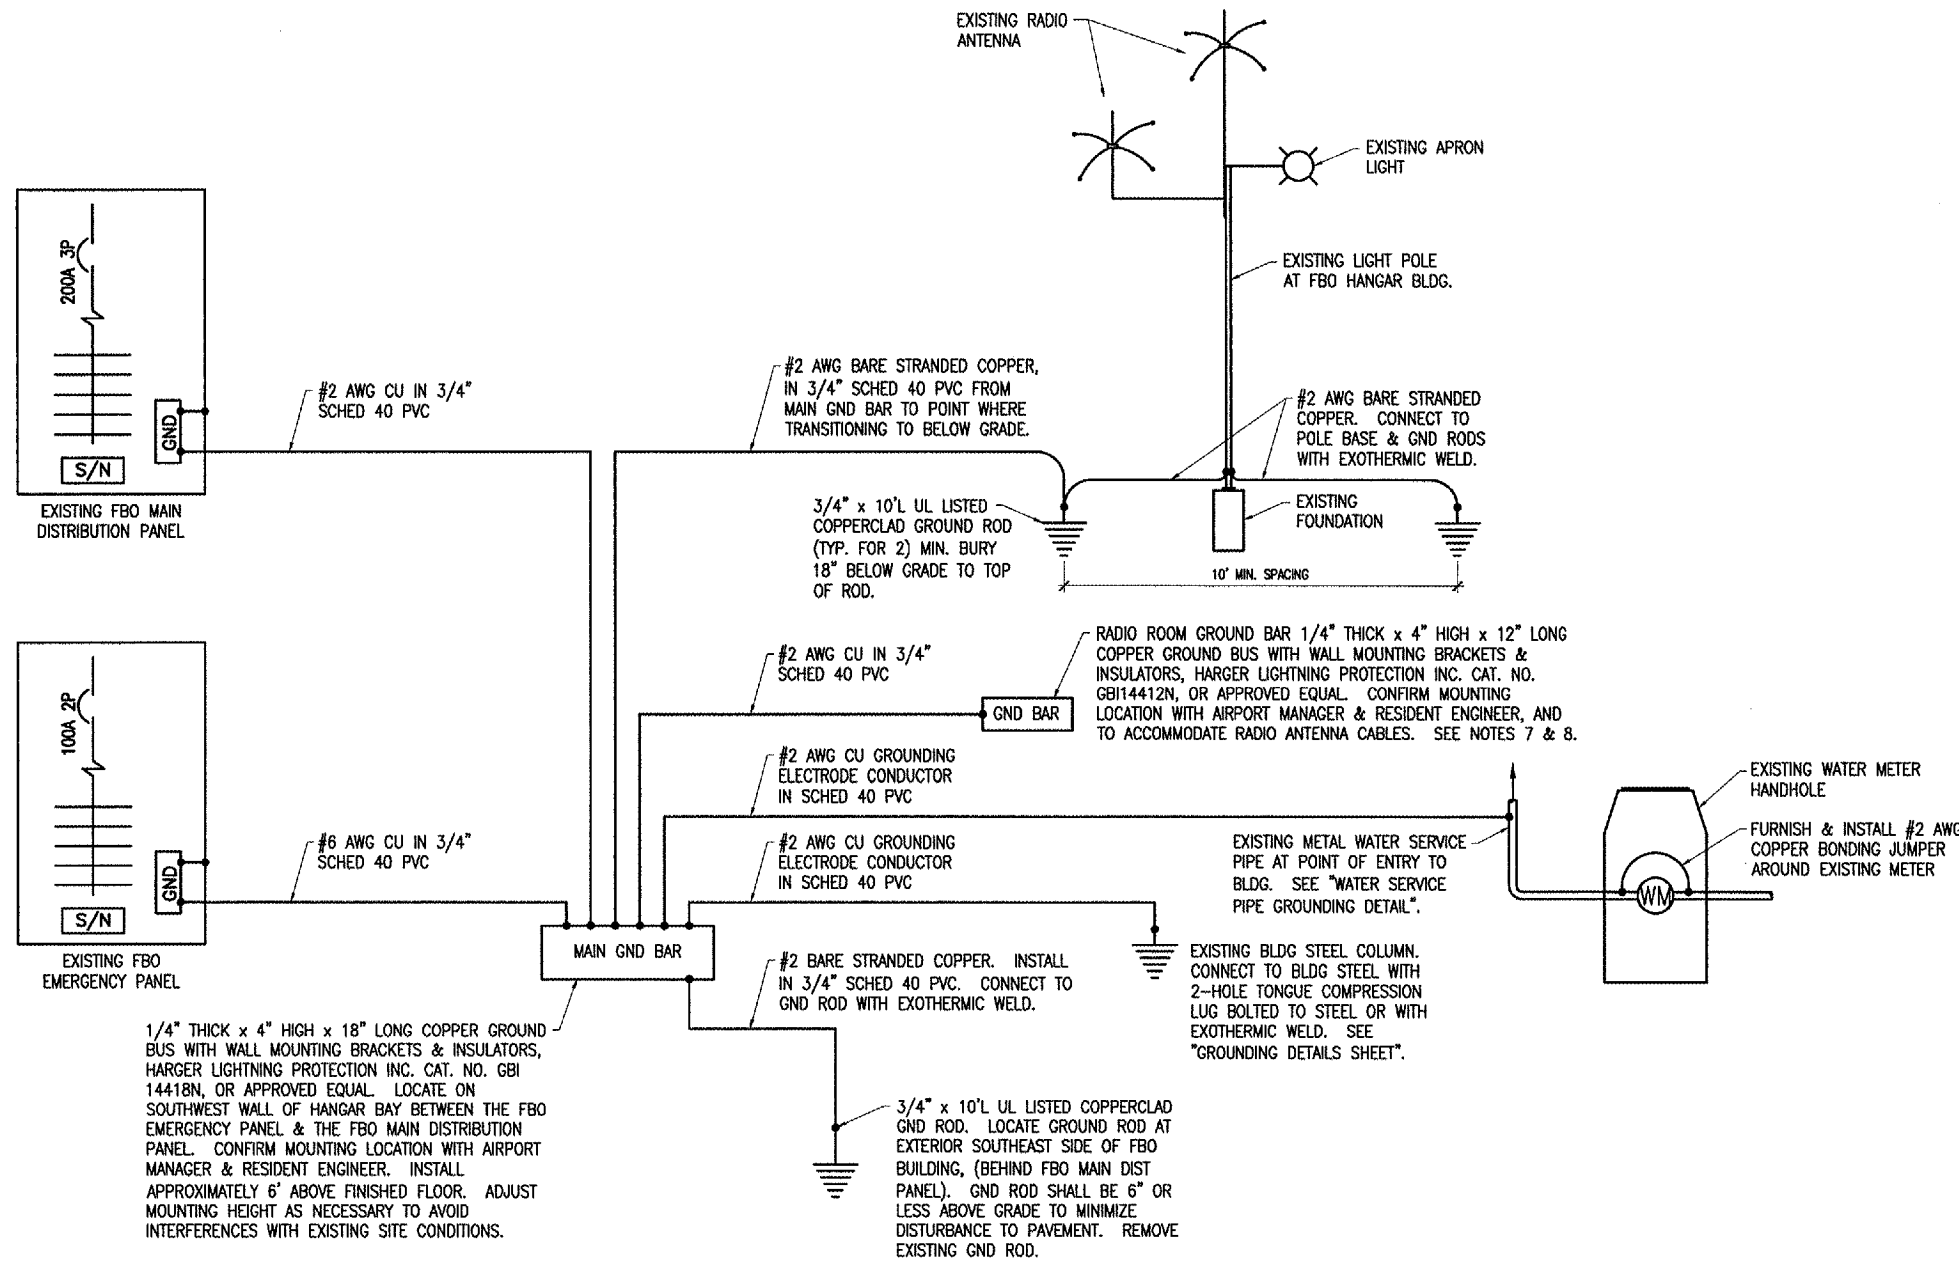 EXISTING RADIO
ANTENNA
EXISTING APRON
LIGHT
EXISTING LIGHT POLE
AT FBO HANGAR BLDG.
200A 3P
GND
S/N
EXISTING FBO MAIN
DISTRIBUTION PANEL
#2 AWG CU IN 3/4"
SCHED 40 PVC
#2 AWG BARE STRANDED COPPER,
IN 3/4" SCHED 40 PVC FROM
MAIN GND BAR TO POINT WHERE
TRANSITIONING TO BELOW GRADE.
#2 AWG BARE STRANDED
COPPER. CONNECT TO
POLE BASE & GND RODS
WITH EXOTHERMIC WELD.
3/4" x 10'L UL LISTED
COPPERCLAD GROUND ROD
(TYP. FOR 2) MIN. BURY
18" BELOW GRADE TO TOP
OF ROD.
EXISTING
FOUNDATION
10' MIN. SPACING
100A 2P
GND
S/N
EXISTING FBO
EMERGENCY PANEL
#6 AWG CU IN 3/4"
SCHED 40 PVC
#2 AWG CU IN 3/4"
SCHED 40 PVC
GND BAR
RADIO ROOM GROUND BAR 1/4" THICK x 4" HIGH x 12" LONG
COPPER GROUND BUS WITH WALL MOUNTING BRACKETS &
INSULATORS, HARGER LIGHTNING PROTECTION INC. CAT. NO.
GBI14412N, OR APPROVED EQUAL. CONFIRM MOUNTING
LOCATION WITH AIRPORT MANAGER & RESIDENT ENGINEER, AND
TO ACCOMMODATE RADIO ANTENNA CABLES. SEE NOTES 7 & 8.
#2 AWG CU GROUNDING
ELECTRODE CONDUCTOR
IN SCHED 40 PVC
#2 AWG CU GROUNDING
ELECTRODE CONDUCTOR
IN SCHED 40 PVC
EXISTING METAL WATER SERVICE
PIPE AT POINT OF ENTRY TO
BLDG. SEE "WATER SERVICE
PIPE GROUNDING DETAIL".
EXISTING WATER METER
HANDHOLE
FURNISH & INSTALL #2 AWG
COPPER BONDING JUMPER
AROUND EXISTING METER
WM
MAIN GND BAR
#2 BARE STRANDED COPPER. INSTALL
IN 3/4" SCHED 40 PVC. CONNECT TO
GND ROD WITH EXOTHERMIC WELD.
EXISTING BLDG STEEL COLUMN.
CONNECT TO BLDG STEEL WITH
2-HOLE TONGUE COMPRESSION
LUG BOLTED TO STEEL OR WITH
EXOTHERMIC WELD. SEE
"GROUNDING DETAILS SHEET".
1/4" THICK x 4" HIGH x 18" LONG COPPER GROUND
BUS WITH WALL MOUNTING BRACKETS & INSULATORS,
HARGER LIGHTNING PROTECTION INC. CAT. NO. GBI
14418N, OR APPROVED EQUAL. LOCATE ON
SOUTHWEST WALL OF HANGAR BAY BETWEEN THE FBO
EMERGENCY PANEL & THE FBO MAIN DISTRIBUTION
PANEL. CONFIRM MOUNTING LOCATION WITH AIRPORT
MANAGER & RESIDENT ENGINEER. INSTALL
APPROXIMATELY 6' ABOVE FINISHED FLOOR. ADJUST
MOUNTING HEIGHT AS NECESSARY TO AVOID
INTERFERENCES WITH EXISTING SITE CONDITIONS.
3/4" x 10'L UL LISTED COPPERCLAD
GND ROD. LOCATE GROUND ROD AT
EXTERIOR SOUTHEAST SIDE OF FBO
BUILDING, (BEHIND FBO MAIN DIST
PANEL). GND ROD SHALL BE 6" OR
LESS ABOVE GRADE TO MINIMIZE
DISTURBANCE TO PAVEMENT. REMOVE
EXISTING GND ROD.